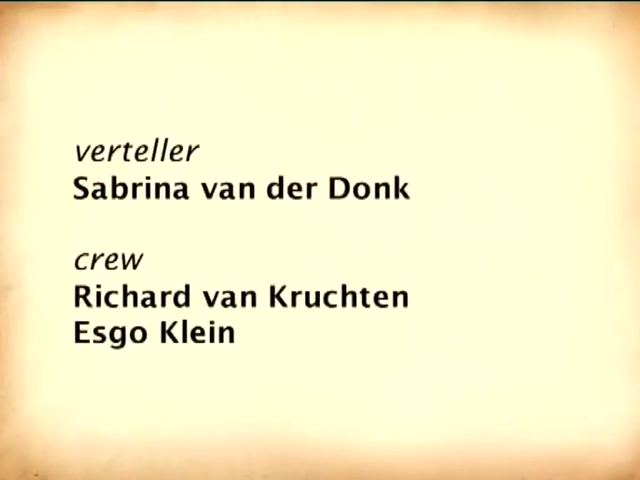 verteller
Sabrina van der Donk
crew
Richard van Kruchten
Esgo Klein